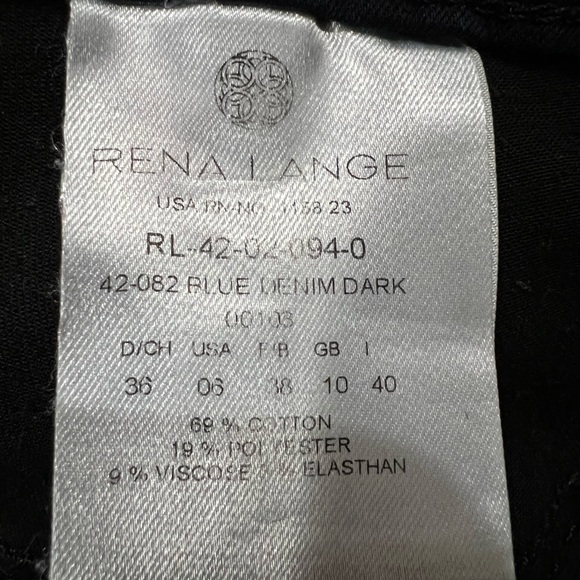 RENA LANGE
USA RN-NO 23
RL-42-02-094-0
42-082 BLUE DENIM DARK
00103
D/CH USA F/B GB I
36 06 38 10 40
69 % COTTON
19 % POLYESTER
9 % VISCOSE % ELASTHAN